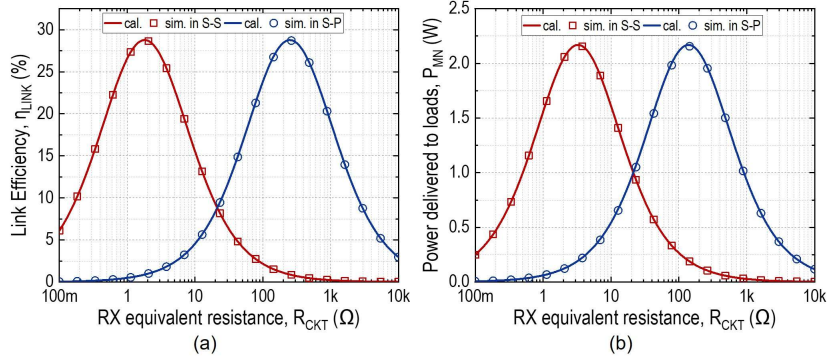 cal. sim. in S-S cal. sim. in S-P
30
25
20
15
10
5
0
Link Efficiency, ηLINK (%)
100m 1 10 100 1k 10k
RX equivalent resistance, RCKT (Ω)
(a)
cal. sim. in S-S cal. sim. in S-P
2.5
2.0
1.5
1.0
0.5
0.0
Power delivered to loads, PMN (W)
100m 1 10 100 1k 10k
RX equivalent resistance, RCKT (Ω)
(b)